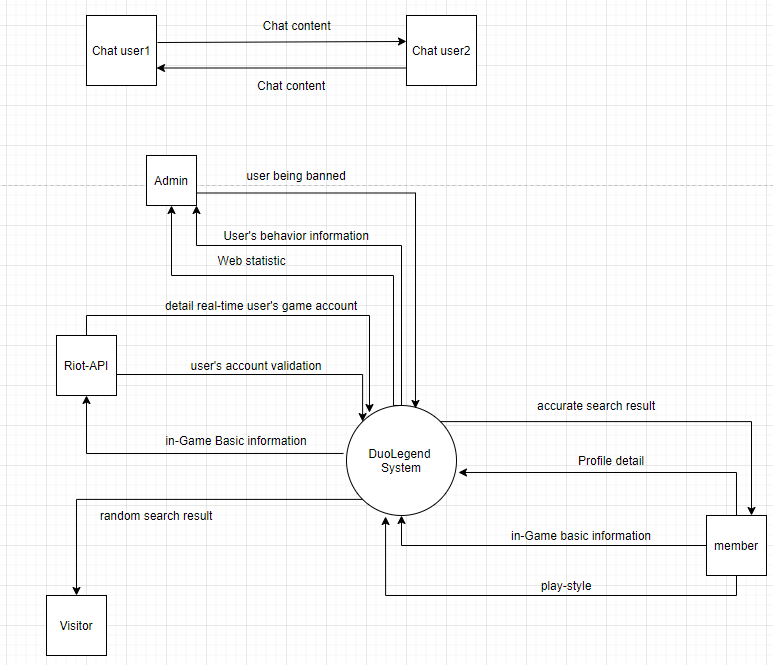 Chat content
Chat user1
Chat user2
Chat content
user being banned
Admin
User's behavior information
Web statistic
detail real-time user's game account
Riot-API
user's account validation
accurate search result
in-Game Basic information
DuoLegend
System
Profile detail
random search result
in-Game basic information
member
play-style
Visitor